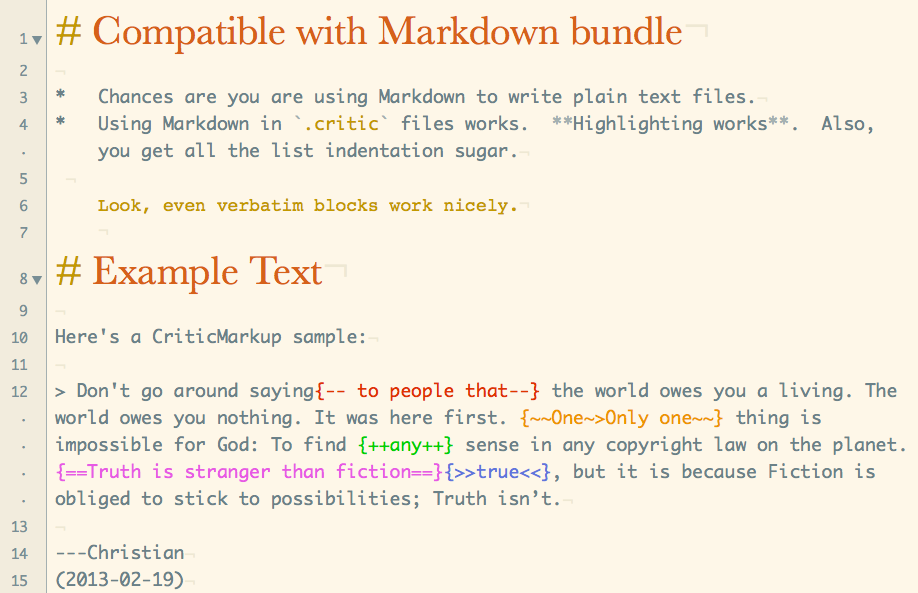 1 # Compatible with Markdown bundle
2
3 *   Chances are you are using Markdown to write plain text files.
4 *   Using Markdown in `.critic` files works.  **Highlighting works**.  Also,
·     you get all the list indentation sugar.
5
6     Look, even verbatim blocks work nicely.
7
8 # Example Text
9
10 Here's a CriticMarkup sample:
11
12 > Don't go around saying{-- to people that--} the world owes you a living. The
· world owes you nothing. It was here first. {~~One~>Only one~~} thing is
· impossible for God: To find {++any++} sense in any copyright law on the planet.
· {==Truth is stranger than fiction==}{>>true<<}, but it is because Fiction is
· obliged to stick to possibilities; Truth isn’t.
13
14 ---Christian
15 (2013-02-19)